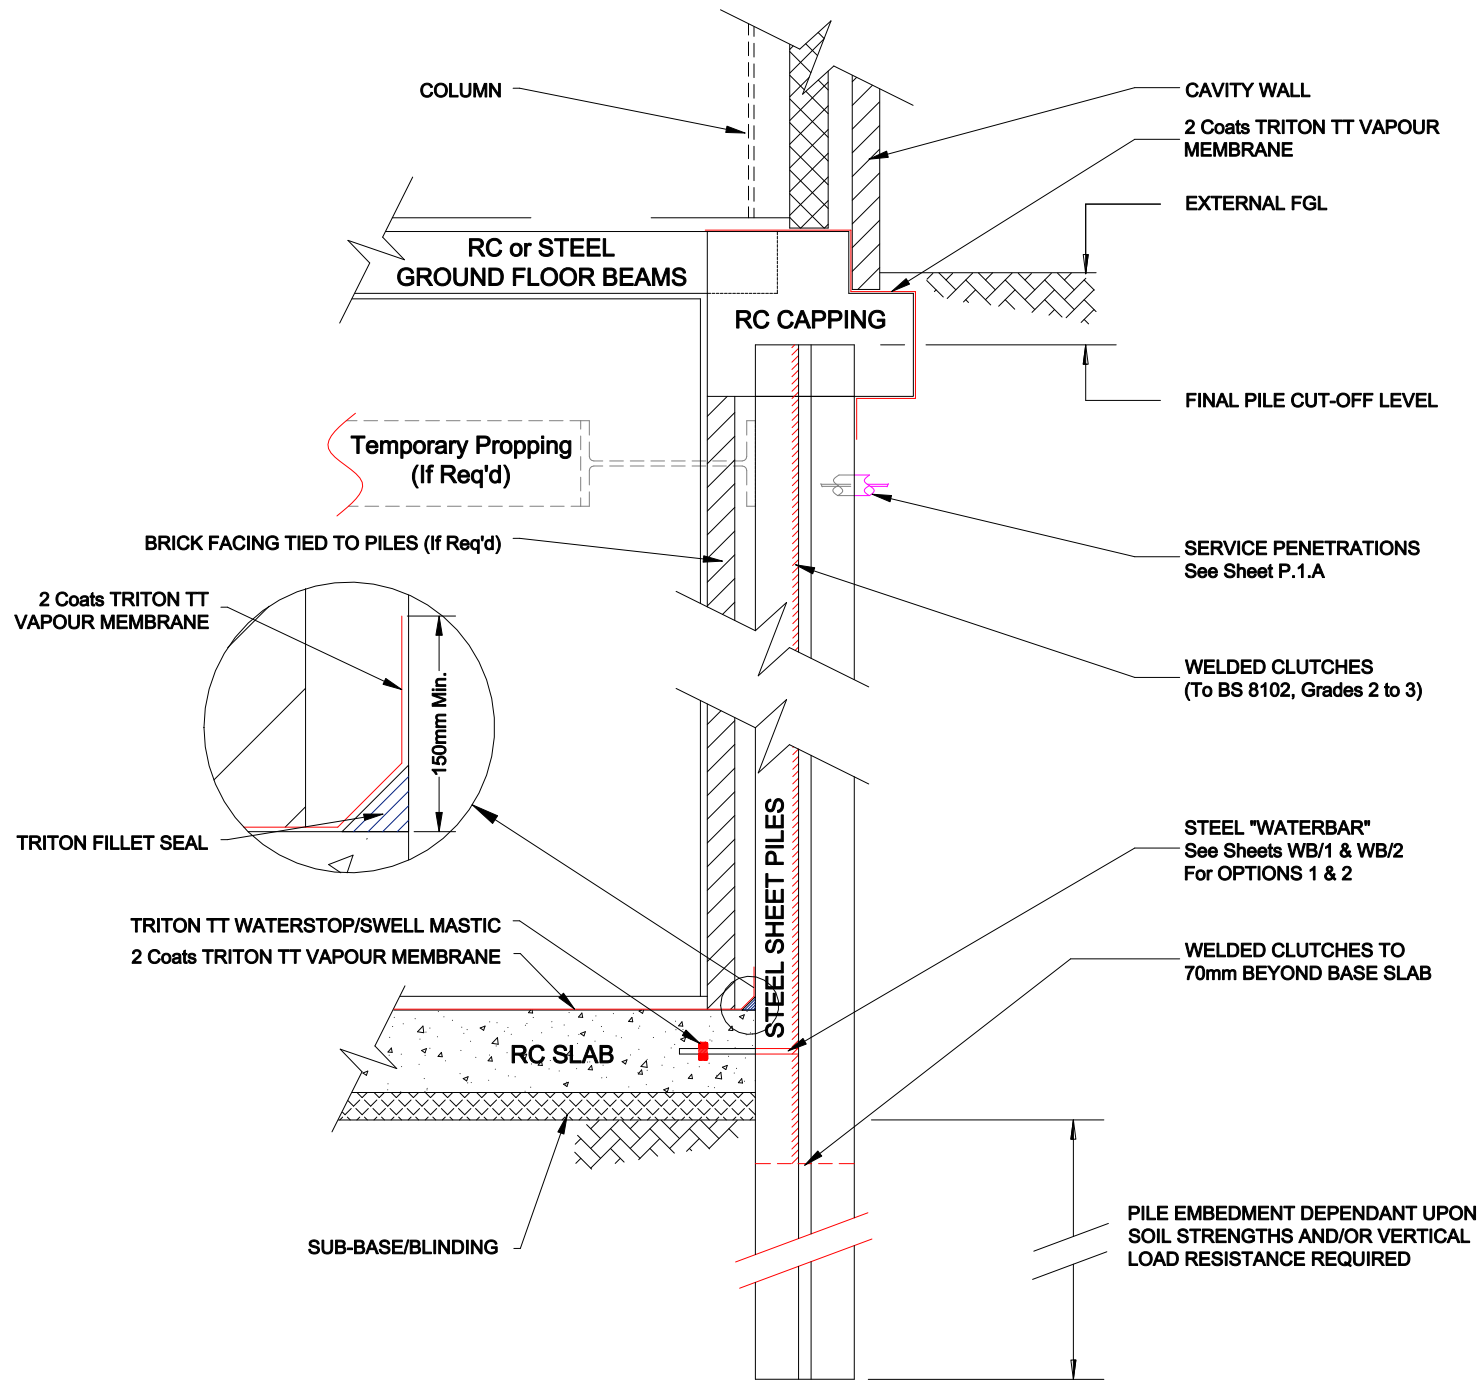 COLUMN
CAVITY WALL
2 Coats TRITON TT VAPOUR
MEMBRANE
EXTERNAL FGL
RC or STEEL
GROUND FLOOR BEAMS
RC CAPPING
FINAL PILE CUT-OFF LEVEL
Temporary Propping
(If Req'd)
BRICK FACING TIED TO PILES (If Req'd)
SERVICE PENETRATIONS
See Sheet P.1.A
2 Coats TRITON TT
VAPOUR MEMBRANE
150mm Min.
WELDED CLUTCHES
(To BS 8102, Grades 2 to 3)
TRITON FILLET SEAL
STEEL SHEET PILES
STEEL "WATERBAR"
See Sheets WB/1 & WB/2
For OPTIONS 1 & 2
TRITON TT WATERSTOP/SWELL MASTIC
2 Coats TRITON TT VAPOUR MEMBRANE
WELDED CLUTCHES TO
70mm BEYOND BASE SLAB
RC SLAB
SUB-BASE/BLINDING
PILE EMBEDMENT DEPENDANT UPON
SOIL STRENGTHS AND/OR VERTICAL
LOAD RESISTANCE REQUIRED